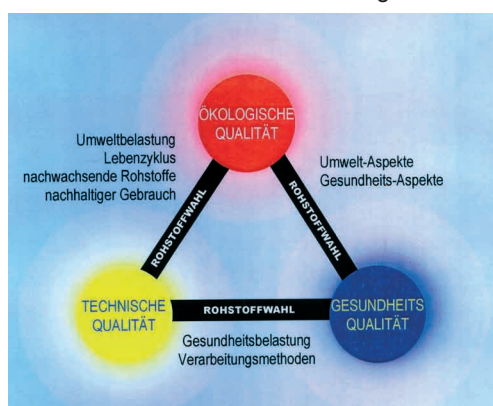 ÖKOLOGISCHE
QUALITÄT
Umweltbelastung
Lebenzyklus
nachwachsende Rohstoffe
nachhaltiger Gebrauch
Umwelt-Aspekte
Gesundheits-Aspekte
ROHSTOFFWAHL
ROHSTOFFWAHL
TECHNISCHE
QUALITÄT
ROHSTOFFWAHL
GESUNDHEITS
QUALITÄT
Gesundheitsbelastung
Verarbeitungsmethoden